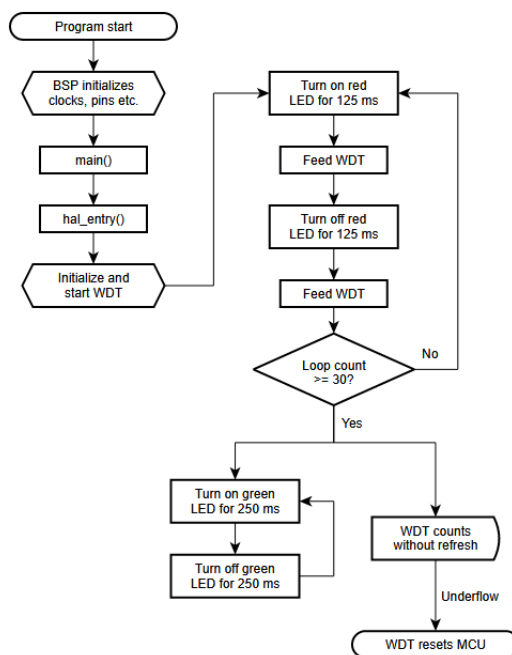 Program start
BSP initializes
clocks, pins etc.
main()
hal_entry()
Initialize and
start WDT
Turn on red
LED for 125 ms
Feed WDT
Turn off red
LED for 125 ms
Feed WDT
Loop count
>= 30?
No
Yes
Turn on green
LED for 250 ms
Turn off green
LED for 250 ms
WDT counts
without refresh
Underflow
WDT resets MCU